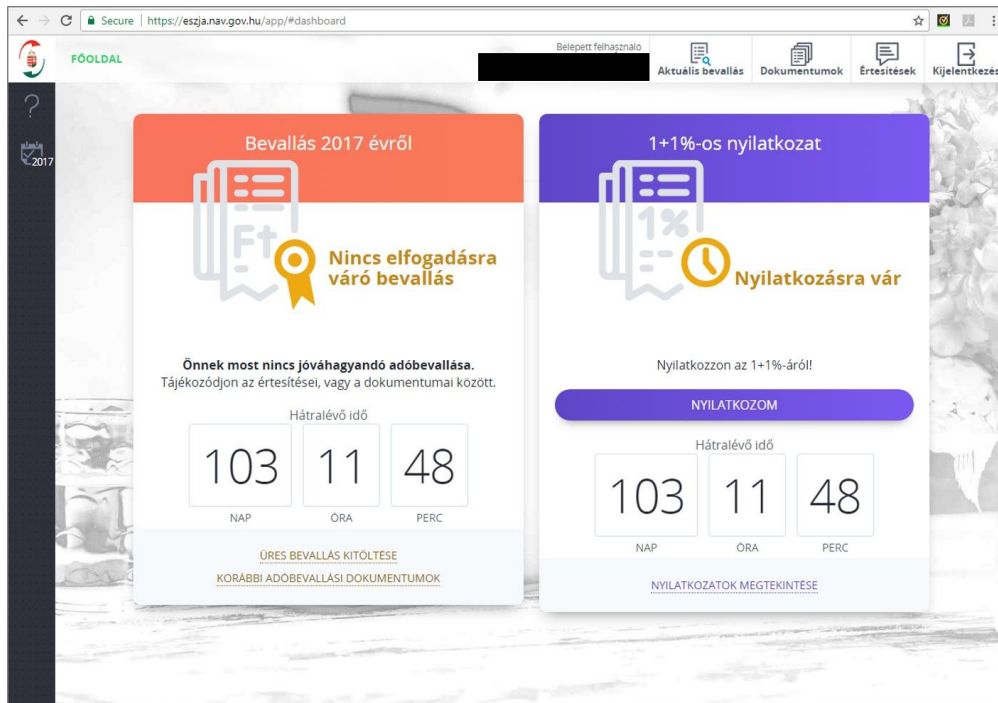 Secure | https://eszja.nav.gov.hu/app/#dashboard
FŐOLDAL
Belepett felhasználó
Aktuális bevallás
Dokumentumok
Értesítések
Kijelentkezés
2017
Bevallás 2017 évről
Ft
Nincs elfogadásra
váró bevallás
Önnek most nincs jóváhagyandó adóbevallása.
Tájékozódjon az értesítései, vagy a dokumentumai között.
Hátralévő idő
103 11 48
NAP ÓRA PERC
ÜRES BEVALLÁS KITÖLTÉSE
KORÁBBI ADÓBEVALLÁSI DOKUMENTUMOK
1+1%-os nyilatkozat
1%
Nyilatkozásra vár
Nyilatkozzon az 1+1%-áról!
NYILATKOZOM
Hátralévő idő
103 11 48
NAP ÓRA PERC
NYILATKOZATOK MEGTEKINTÉSE